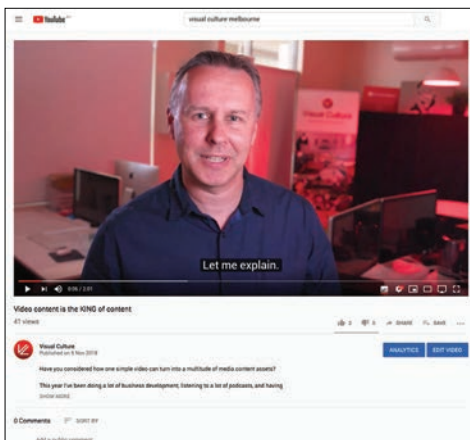 YouTube
visual culture melbourne
Visual Culture
Let me explain.
Video content is the KING of content
41 views
SHARE
SAVE
Visual Culture
Published on 9 Nov 2018
ANALYTICS
EDIT VIDEO
Have you considered how one simple video can turn into a multitude of media content assets?
This year I've been doing a lot of business development, listening to a lot of podcasts, and having
SHOW MORE
0 Comments
SORT BY